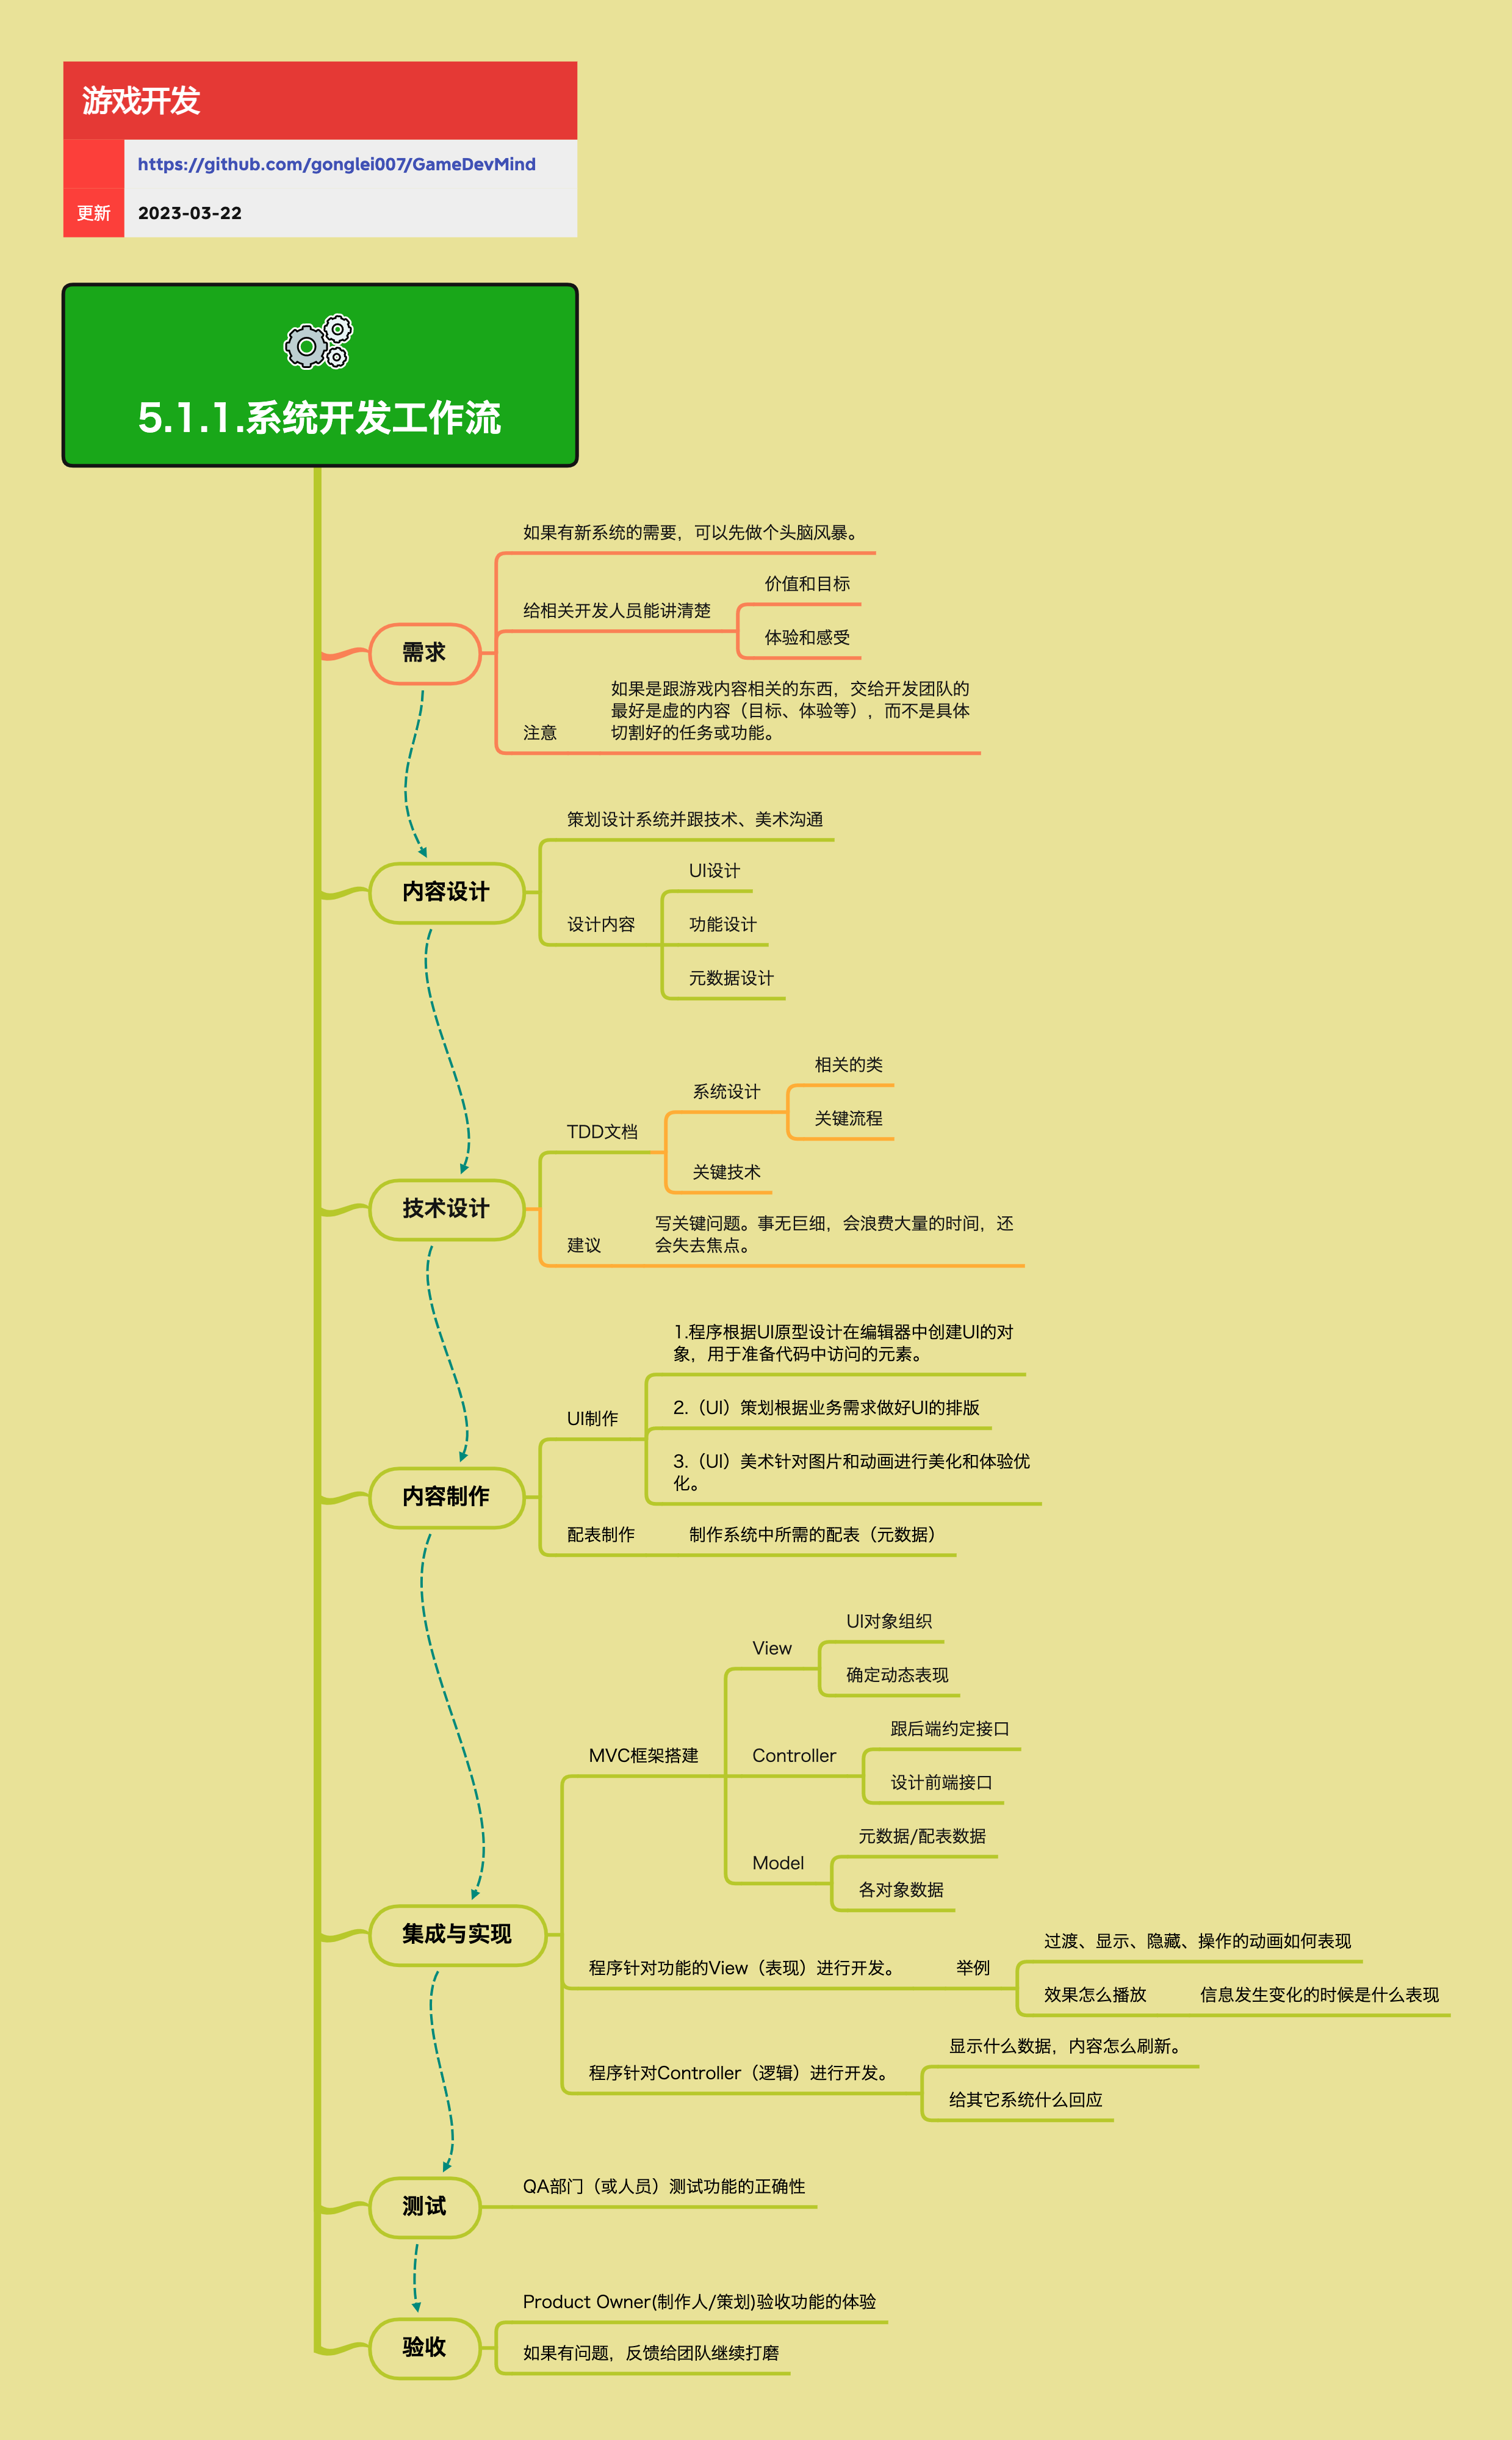 游戏开发
https://github.com/gonglei007/GameDevMind
更新
2023-03-22
5.1.1.系统开发工作流
需求
如果有新系统的需要，可以先做个头脑风暴。
给相关开发人员能讲清楚
价值和目标
体验和感受
注意
如果是跟游戏内容相关的东西，交给开发团队的
最好是虚的内容（目标、体验等），而不是具体
切割好的任务或功能。
内容设计
策划设计系统并跟技术、美术沟通
设计内容
UI设计
功能设计
元数据设计
技术设计
TDD文档
系统设计
相关的类
关键流程
关键技术
建议
写关键问题。事无巨细，会浪费大量的时间，还
会失去焦点。
内容制作
UI制作
1.程序根据UI原型设计在编辑器中创建UI的对
象，用于准备代码中访问的元素。
2.（UI）策划根据业务需求做好UI的排版
3.（UI）美术针对图片和动画进行美化和体验优
化。
配表制作
制作系统中所需的配表（元数据）
集成与实现
MVC框架搭建
View
UI对象组织
确定动态表现
Controller
跟后端约定接口
设计前端接口
Model
元数据/配表数据
各对象数据
程序针对功能的View（表现）进行开发。
举例
过渡、显示、隐藏、操作的动画如何表现
效果怎么播放
信息发生变化的时候是什么表现
程序针对Controller（逻辑）进行开发。
显示什么数据，内容怎么刷新。
给其它系统什么回应
测试
QA部门（或人员）测试功能的正确性
验收
Product Owner(制作人/策划)验收功能的体验
如果有问题，反馈给团队继续打磨